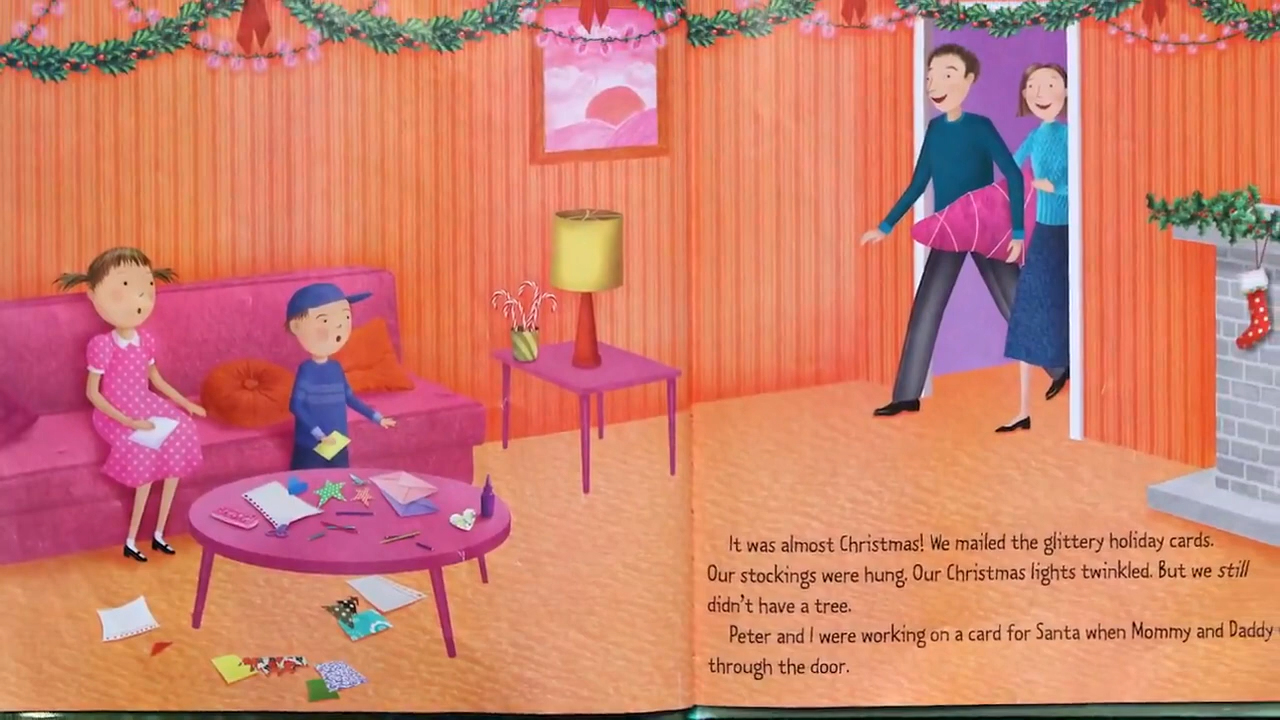 It was almost Christmas! We mailed the glittery holiday cards.
Our stockings were hung. Our Christmas lights twinkled. But we still
didn't have a tree.
Peter and I were working on a card for Santa when Mommy and Daddy
through the door.